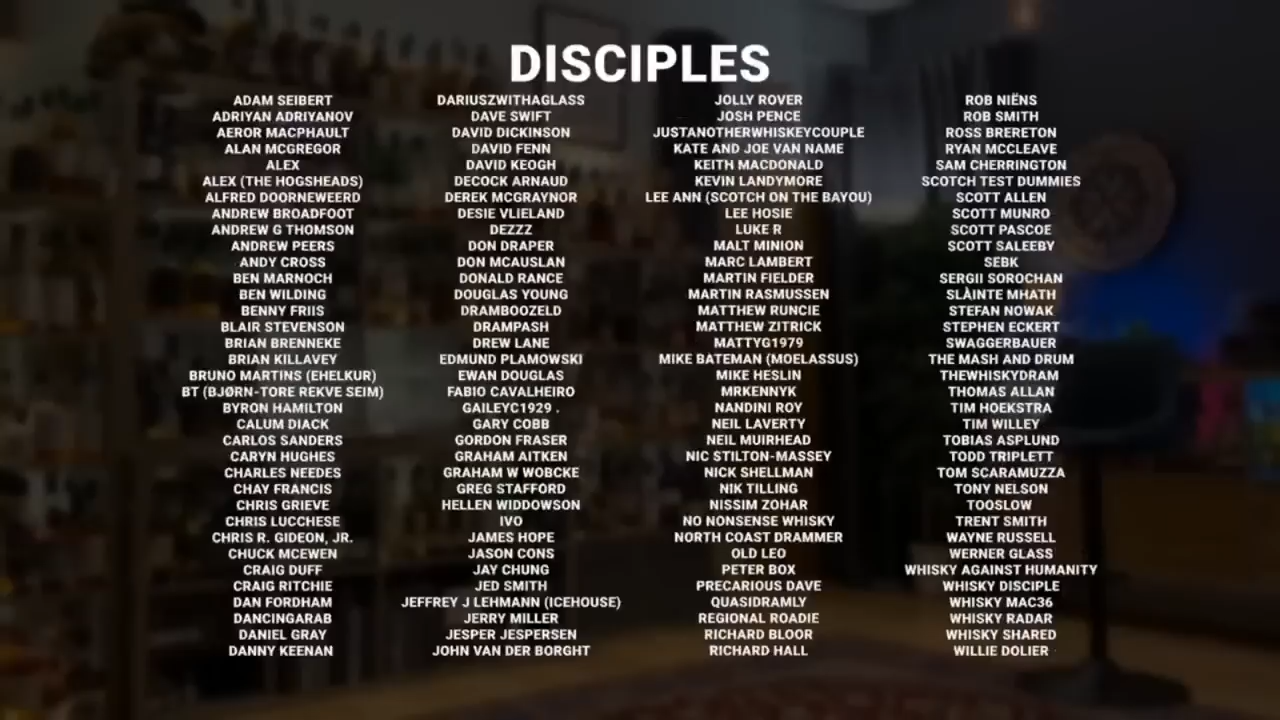 DISCIPLES
ADAM SEIBERT
ADRIYAN ADRIYANOV
AEROR MACPHAULT
ALAN MCGREGOR
ALEX
ALEX (THE HOGSHEADS)
ALFRED DOORNEWEERD
ANDREW BROADFOOT
ANDREW G THOMSON
ANDREW PEERS
ANDY CROSS
BEN MARNOCH
BEN WILDING
BENNY FRIIS
BLAIR STEVENSON
BRIAN BRENNEKE
BRIAN KILLAVEY
BRUNO MARTINS (EHELKUR)
BT (BJØRN-TORE REKVE SEIM)
BYRON HAMILTON
CALUM DIACK
CARLOS SANDERS
CARYN HUGHES
CHARLES NEEDES
CHAY FRANCIS
CHRIS GRIEVE
CHRIS LUCCHESE
CHRIS R. GIDEON, JR.
CHUCK MCEWEN
CRAIG DUFF
CRAIG RITCHIE
DAN FORDHAM
DANCINGARAB
DANIEL GRAY
DANNY KEENAN
DARIUSZWITHAGLASS
DAVE SWIFT
DAVID DICKINSON
DAVID FENN
DAVID KEOGH
DECOCK ARNAUD
DEREK MCGRAYNOR
DESIE VLIELAND
DEZZZ
DON DRAPER
DON MCAUSLAN
DONALD RANCE
DOUGLAS YOUNG
DRAMBOOZELD
DRAMPASH
DREW LANE
EDMUND PLAMOWSKI
EWAN DOUGLAS
FABIO CAVALHEIRO
GAILEYC1929 .
GARY COBB
GORDON FRASER
GRAHAM AITKEN
GRAHAM W WOBCKE
GREG STAFFORD
HELLEN WIDDOWSON
IVO
JAMES HOPE
JASON CONS
JAY CHUNG
JED SMITH
JEFFREY J LEHMANN (ICEHOUSE)
JERRY MILLER
JESPER JESPERSEN
JOHN VAN DER BORGHT
JOLLY ROVER
JOSH PENCE
JUSTANOTHERWHISKEYCOUPLE
KATE AND JOE VAN NAME
KEITH MACDONALD
KEVIN LANDYMORE
LEE ANN (SCOTCH ON THE BAYOU)
LEE HOSIE
LUKE R
MALT MINION
MARC LAMBERT
MARTIN FIELDER
MARTIN RASMUSSEN
MATTHEW RUNCIE
MATTHEW ZITRICK
MATTYG1979
MIKE BATEMAN (MOELASSUS)
MIKE HESLIN
MRKENNYK
NANDINI ROY
NEIL LAVERTY
NEIL MUIRHEAD
NIC STILTON-MASSEY
NICK SHELLMAN
NIK TILLING
NISSIM ZOHAR
NO NONSENSE WHISKY
NORTH COAST DRAMMER
OLD LEO
PETER BOX
PRECARIOUS DAVE
QUASIDRAMLY
REGIONAL ROADIE
RICHARD BLOOR
RICHARD HALL
ROB NIËNS
ROB SMITH
ROSS BRERETON
RYAN MCCLEAVE
SAM CHERRINGTON
SCOTCH TEST DUMMIES
SCOTT ALLEN
SCOTT MUNRO
SCOTT PASCOE
SCOTT SALEEBY
SEBK
SERGII SOROCHAN
SLÀINTE MHATH
STEFAN NOWAK
STEPHEN ECKERT
SWAGGERBAUER
THE MASH AND DRUM
THEWHISKYDRAM
THOMAS ALLAN
TIM HOEKSTRA
TIM WILLEY
TOBIAS ASPLUND
TODD TRIPLETT
TOM SCARAMUZZA
TONY NELSON
TOOSLOW
TRENT SMITH
WAYNE RUSSELL
WERNER GLASS
WHISKY AGAINST HUMANITY
WHISKY DISCIPLE
WHISKY MAC36
WHISKY RADAR
WHISKY SHARED
WILLIE DOLIER